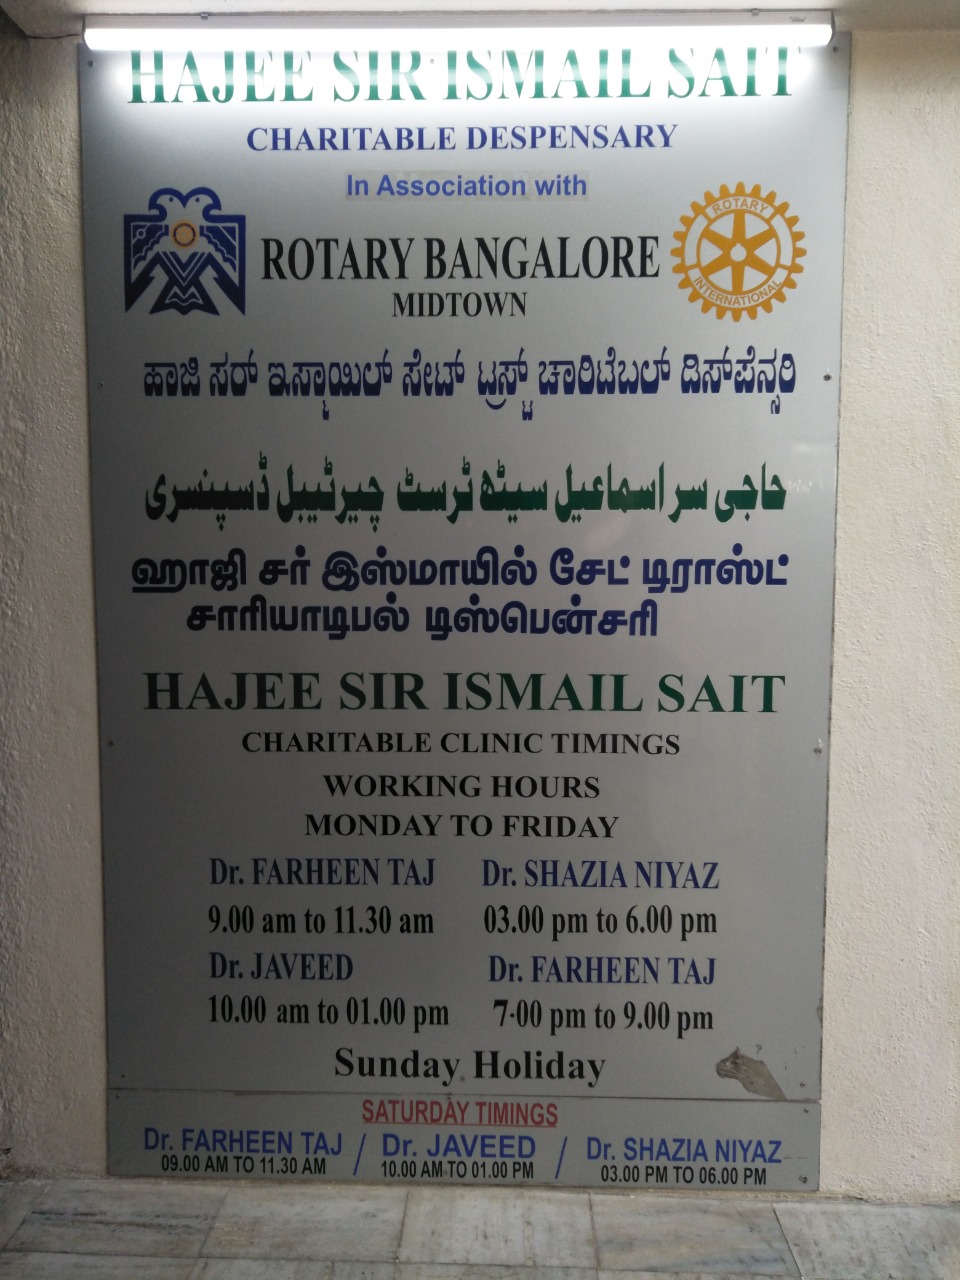 HAJEE SIR ISMAIL SAIT
CHARITABLE DESPENSARY
In Association with
ROTARY BANGALORE
MIDTOWN
ROTARY
INTERNATIONAL
ಹಾಜಿ ಸರ್ ಇಸ್ಮಾಯಿಲ್ ಸೇಟ್ ಟ್ರಸ್ಟ್ ಚಾರಿಟೆಬಲ್ ಡಿಸ್‌ಪೆನ್ಸರಿ
حاجی سر اسماعیل سیٹھ ٹرسٹ چیرٹیبل ڈسپنسری
ஹாஜி சர் இஸ்மாயில் சேட் டிராஸ்ட்
சாரியாடிபல் டிஸ்பென்சரி
HAJEE SIR ISMAIL SAIT
CHARITABLE CLINIC TIMINGS
WORKING HOURS
MONDAY TO FRIDAY
Dr. FARHEEN TAJ Dr. SHAZIA NIYAZ
9.00 am to 11.30 am 03.00 pm to 6.00 pm
Dr. JAVEED Dr. FARHEEN TAJ
10.00 am to 01.00 pm 7·00 pm to 9.00 pm
Sunday Holiday
SATURDAY TIMINGS
Dr. FARHEEN TAJ / Dr. JAVEED / Dr. SHAZIA NIYAZ
09.00 AM TO 11.30 AM 10.00 AM TO 01.00 PM 03.00 PM TO 06.00 PM